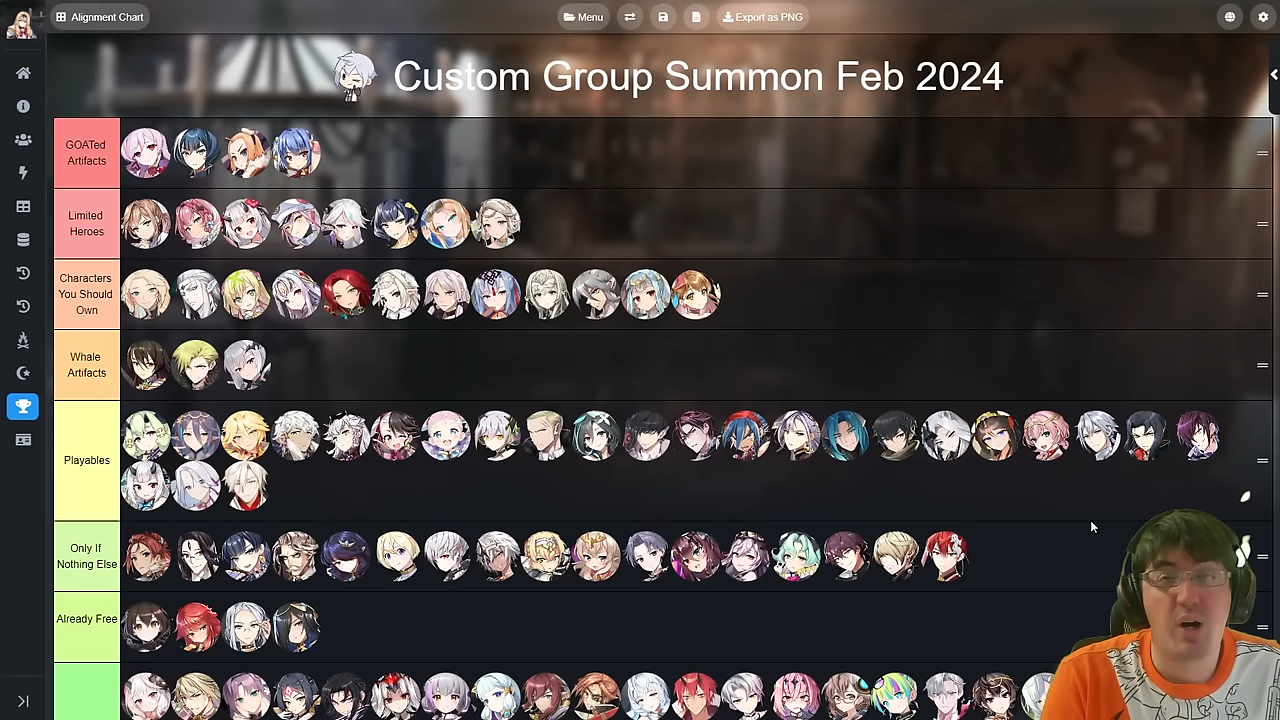 Alignment Chart
Menu
Export as PNG
Custom Group Summon Feb 2024
GOATed
Artifacts
Limited
Heroes
Characters
You Should
Own
Whale
Artifacts
Playables
Only If
Nothing Else
Already Free